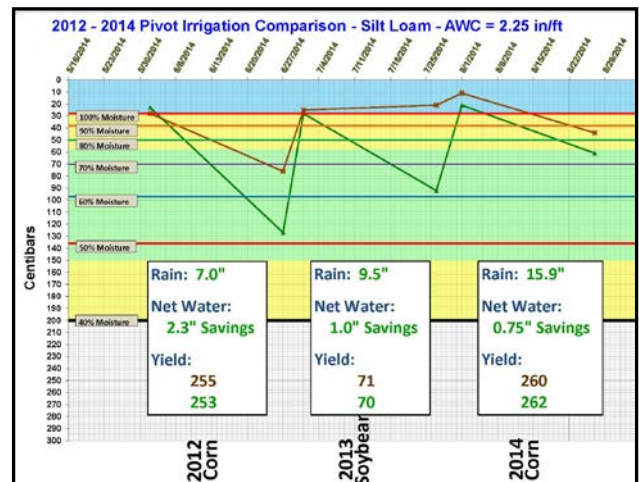 2012 - 2014 Pivot Irrigation Comparison - Silt Loam - AWC = 2.25 in/ft
5/16/2014 5/23/2014 5/30/2014 6/6/2014 6/13/2014 6/20/2014 6/27/2014 7/4/2014 7/11/2014 7/18/2014 7/25/2014 8/1/2014 8/8/2014 8/15/2014 8/22/2014 8/29/2014
Centibars
0
10
20
30
40
50
60
70
80
90
100
110
120
130
140
150
160
170
180
190
200
210
220
230
240
250
260
270
280
290
300
100% Moisture
90% Moisture
80% Moisture
70% Moisture
60% Moisture
50% Moisture
40% Moisture
Rain: 7.0"
Net Water:
2.3" Savings
Yield:
255
253
Rain: 9.5"
Net Water:
1.0" Savings
Yield:
71
70
Rain: 15.9"
Net Water:
0.75" Savings
Yield:
260
262
2012
Corn
2013
Soybean
2014
Corn